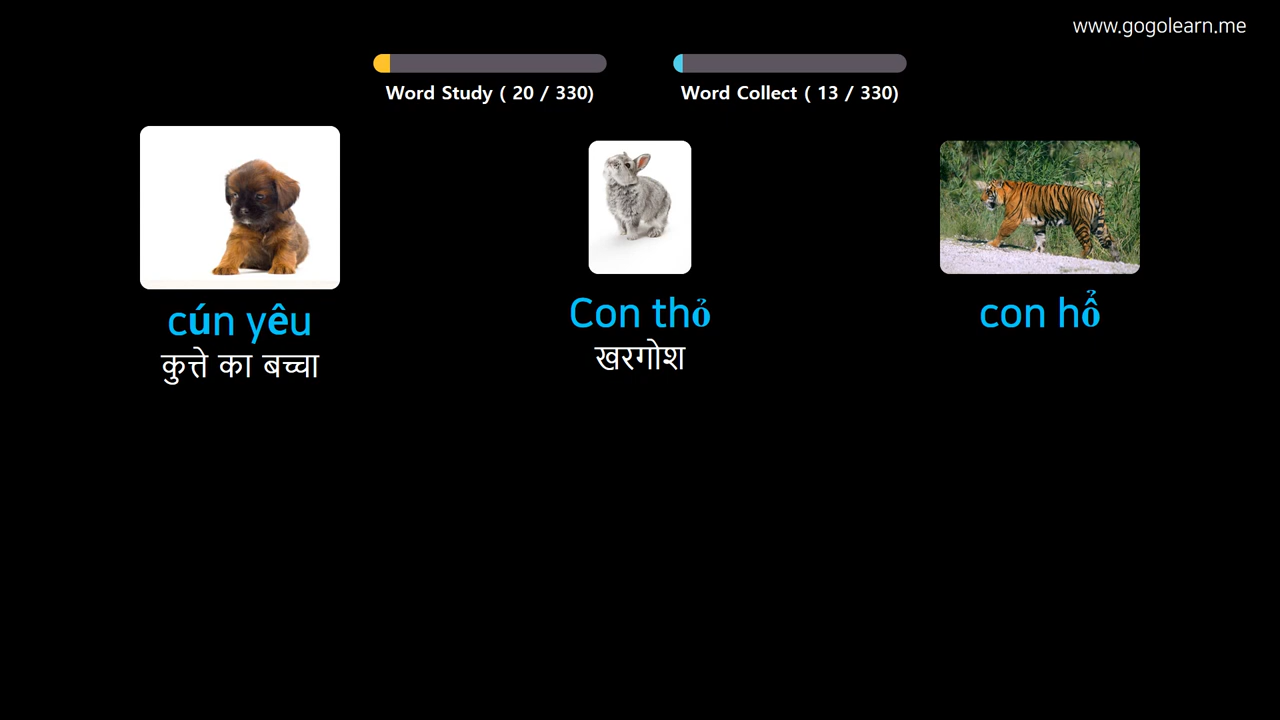 www.gogolearn.me
Word Study ( 20 / 330)
Word Collect ( 13 / 330)
cún yêu
कुत्ते का बच्चा
Con thỏ
खरगोश
con hổ